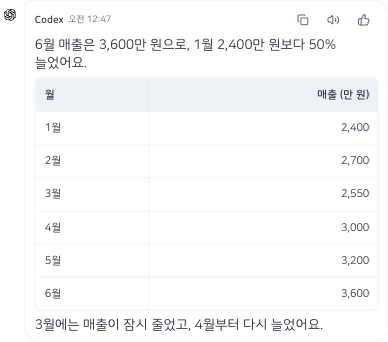 Codex 오전 12:47
6월 매출은 3,600만 원으로, 1월 2,400만 원보다 50%
늘었어요.
월 매출 (만 원)
1월 2,400
2월 2,700
3월 2,550
4월 3,000
5월 3,200
6월 3,600
3월에는 매출이 잠시 줄었고, 4월부터 다시 늘었어요.